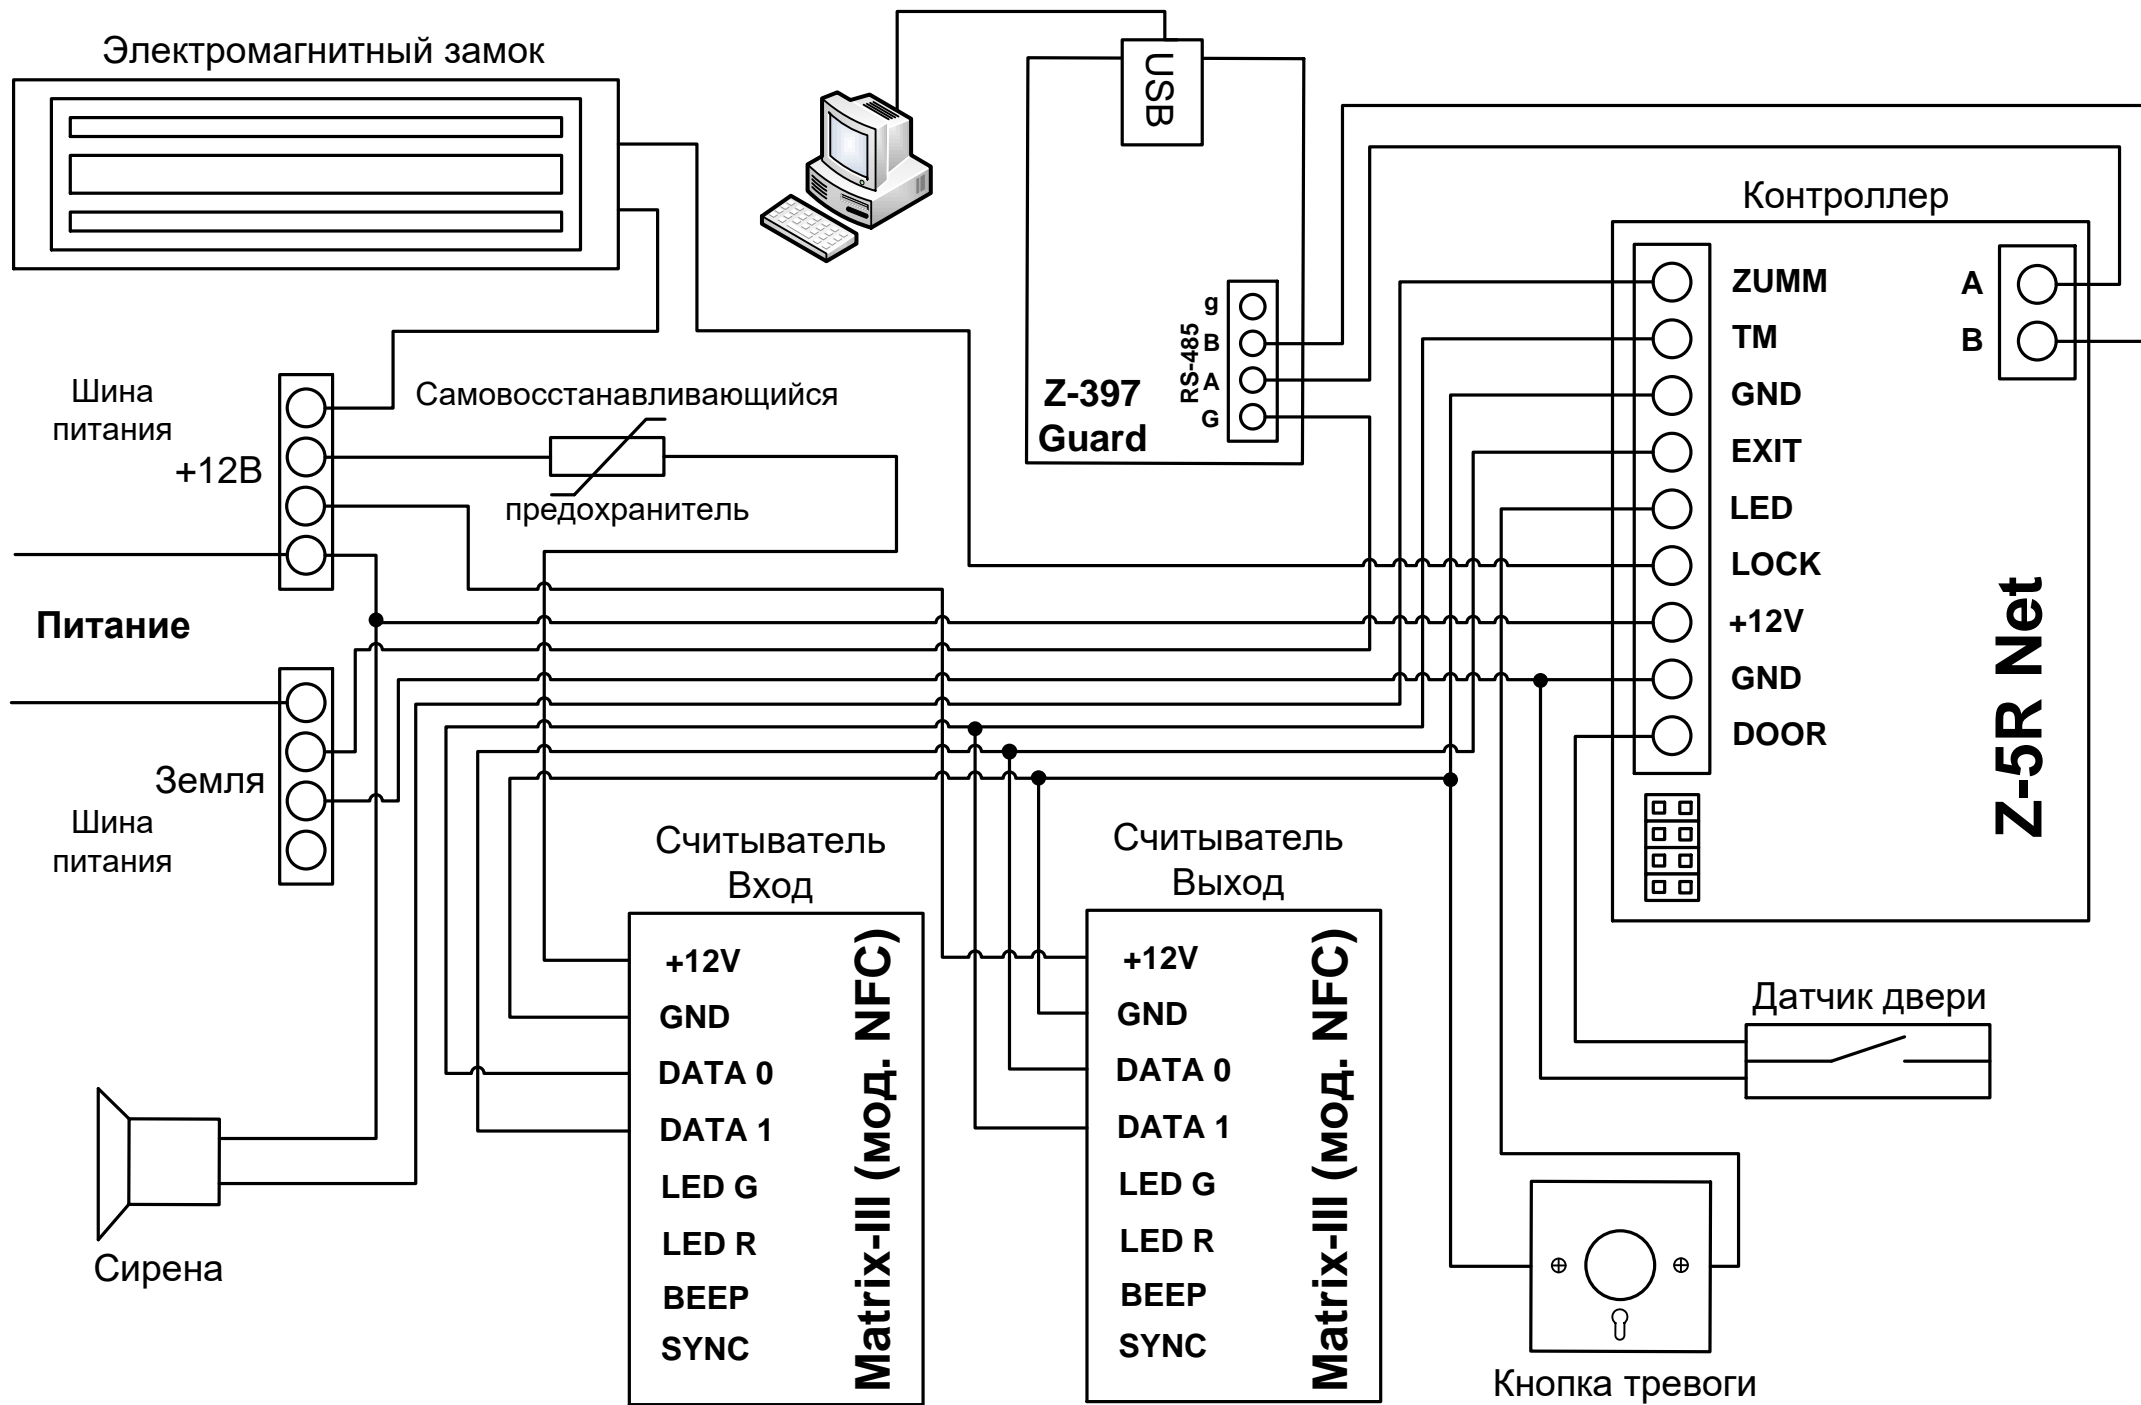 Электромагнитный замок
USB
g
B
A
G
RS-485
Z-397
Guard
Контроллер
ZUMM
TM
GND
EXIT
LED
LOCK
+12V
GND
DOOR
A
B
Z-5R Net
Шина
питания
+12В
Самовосстанавливающийся
предохранитель
Питание
Земля
Шина
питания
Считыватель
Вход
+12V
GND
DATA 0
DATA 1
LED G
LED R
BEEP
SYNC
Matrix-III (мод. NFC)
Считыватель
Выход
+12V
GND
DATA 0
DATA 1
LED G
LED R
BEEP
SYNC
Matrix-III (мод. NFC)
Датчик двери
Сирена
Кнопка тревоги